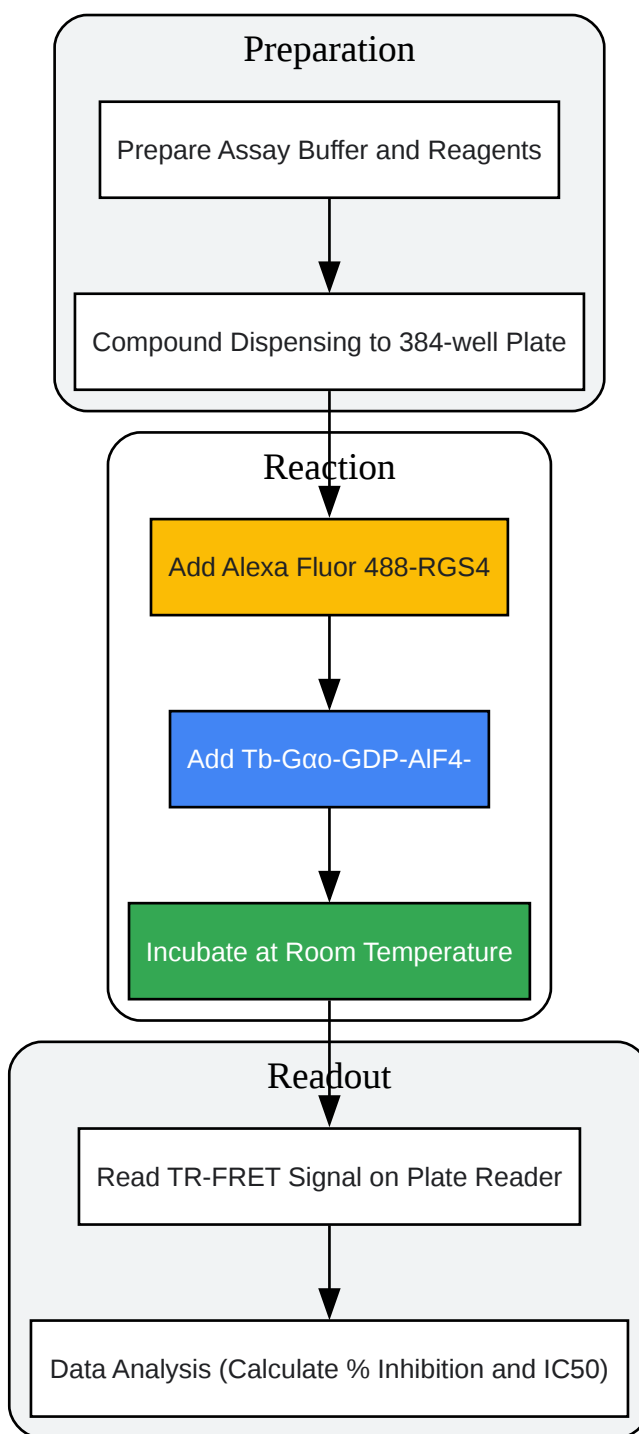 Preparation
Prepare Assay Buffer and Reagents
Compound Dispensing to 384-well Plate
Reaction
Add Alexa Fluor 488-RGS4
Add Tb-Gαo-GDP-AlF4-
Incubate at Room Temperature
Readout
Read TR-FRET Signal on Plate Reader
Data Analysis (Calculate % Inhibition and IC50)